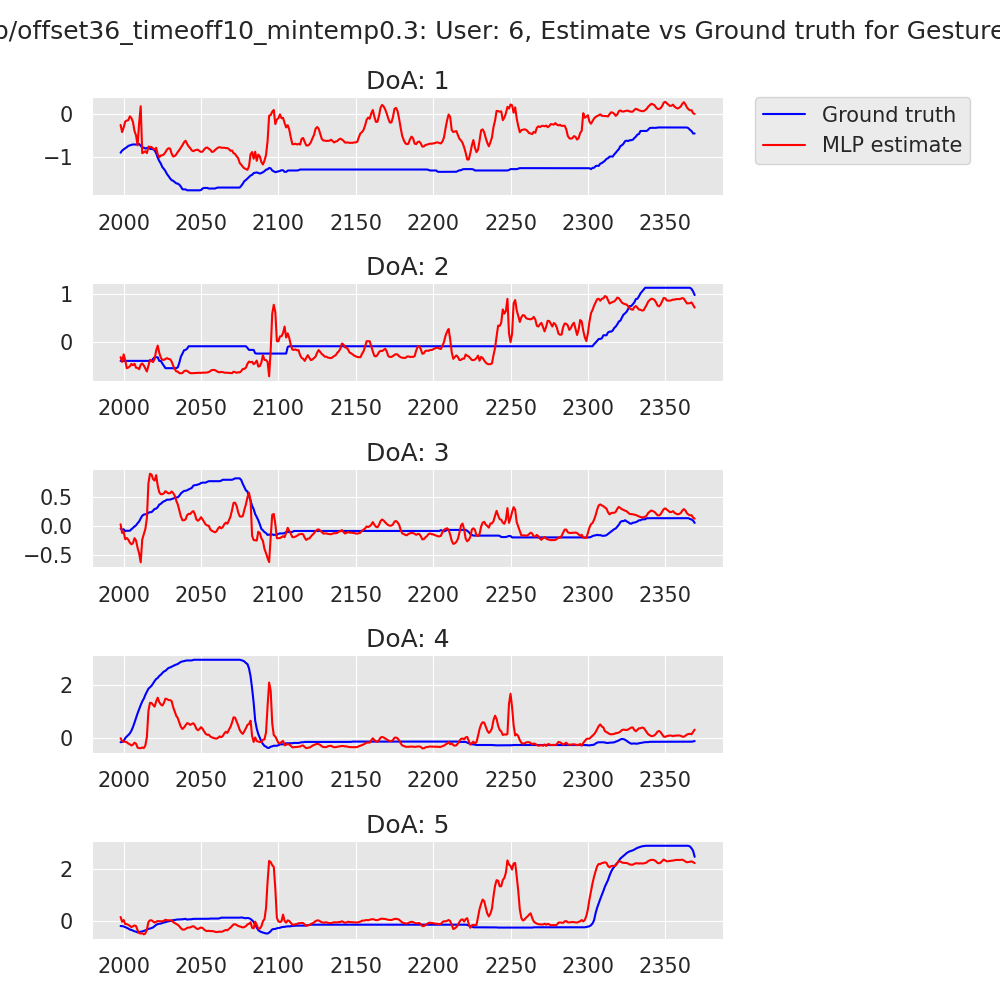 o/offset36_timeoff10_mintemp0.3: User: 6, Estimate vs Ground truth for Gesture
DoA: 1
Ground truth
MLP estimate
0
−1
2000 2050 2100 2150 2200 2250 2300 2350
DoA: 2
1
0
2000 2050 2100 2150 2200 2250 2300 2350
DoA: 3
0.5
0.0
−0.5
2000 2050 2100 2150 2200 2250 2300 2350
DoA: 4
2
0
2000 2050 2100 2150 2200 2250 2300 2350
DoA: 5
2
0
2000 2050 2100 2150 2200 2250 2300 2350